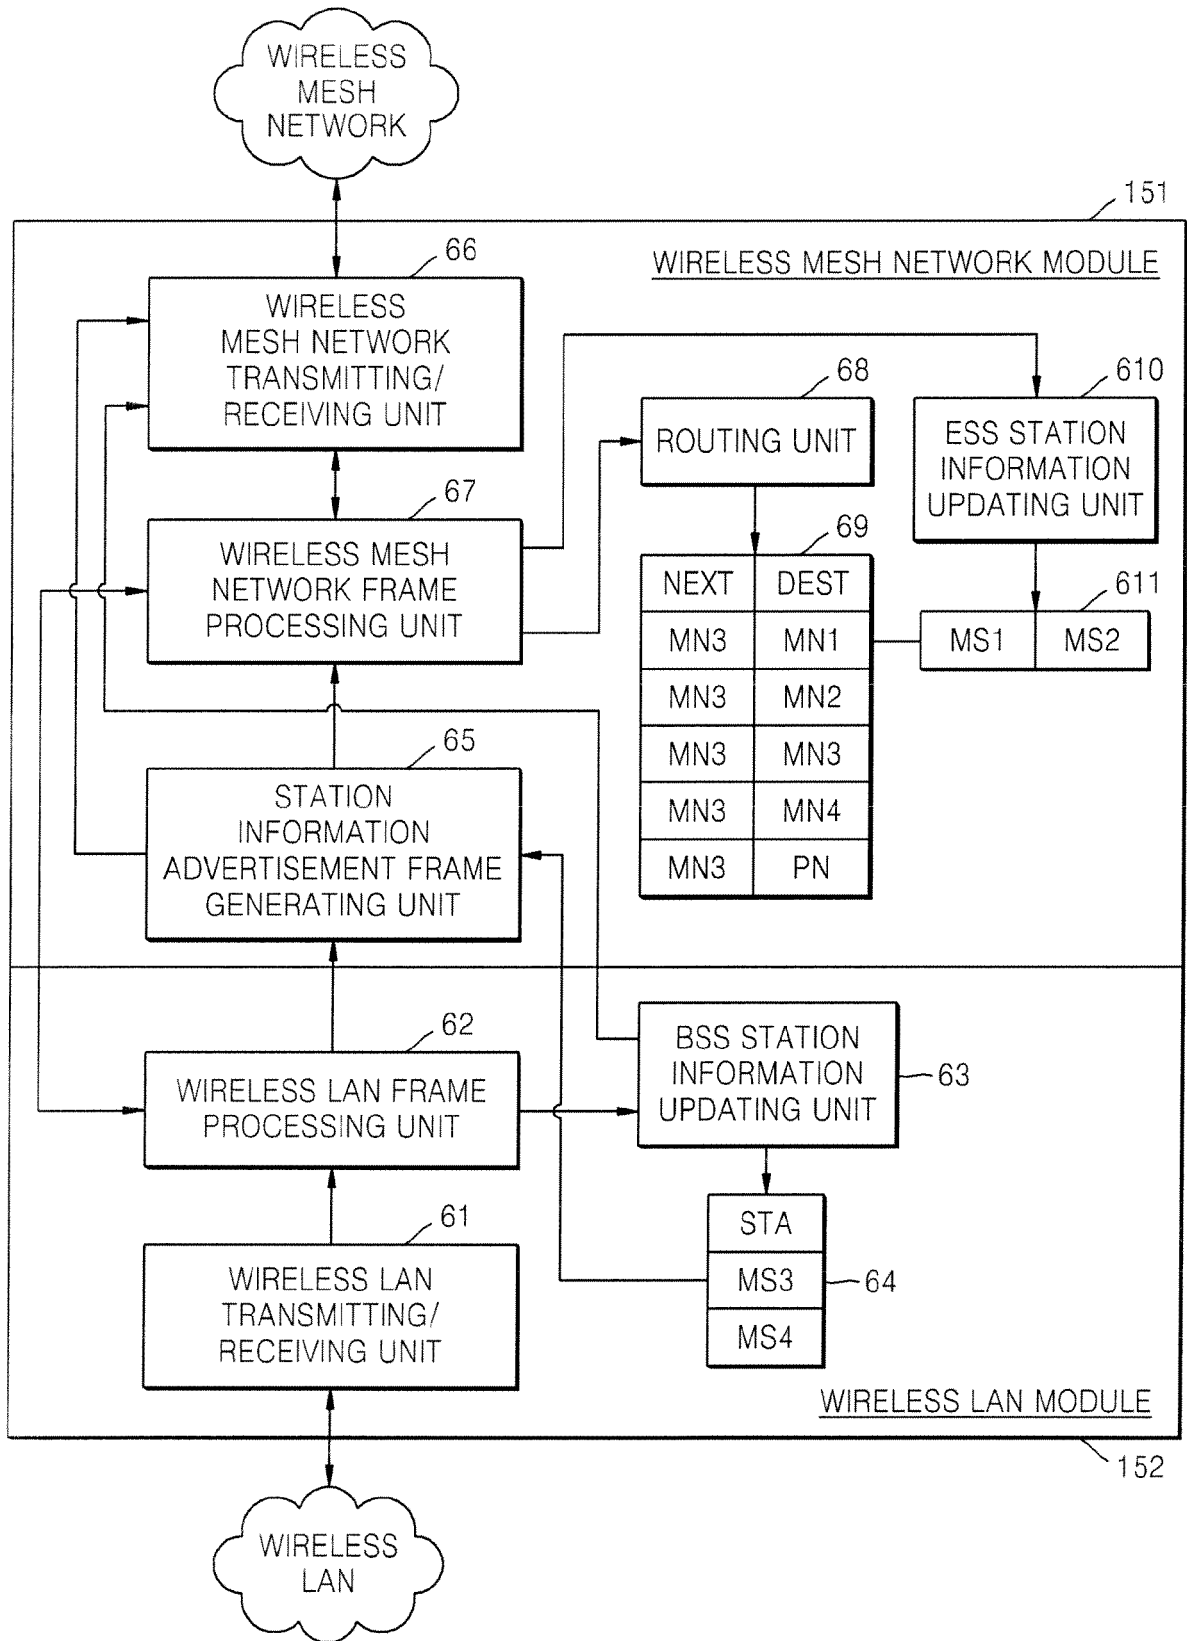 WIRELESS
MESH
NETWORK
151
WIRELESS MESH NETWORK MODULE
66
WIRELESS
MESH NETWORK
TRANSMITTING/
RECEIVING UNIT
68
ROUTING UNIT
610
ESS STATION
INFORMATION
UPDATING UNIT
67
WIRELESS MESH
NETWORK FRAME
PROCESSING UNIT
69
NEXT DEST
MN3 MN1
MN3 MN2
MN3 MN3
MN3 MN4
MN3 PN
611
MS1 MS2
65
STATION
INFORMATION
ADVERTISEMENT FRAME
GENERATING UNIT
62
WIRELESS LAN FRAME
PROCESSING UNIT
BSS STATION
INFORMATION
UPDATING UNIT
63
61
WIRELESS LAN
TRANSMITTING/
RECEIVING UNIT
STA
MS3
MS4
64
WIRELESS LAN MODULE
152
WIRELESS
LAN